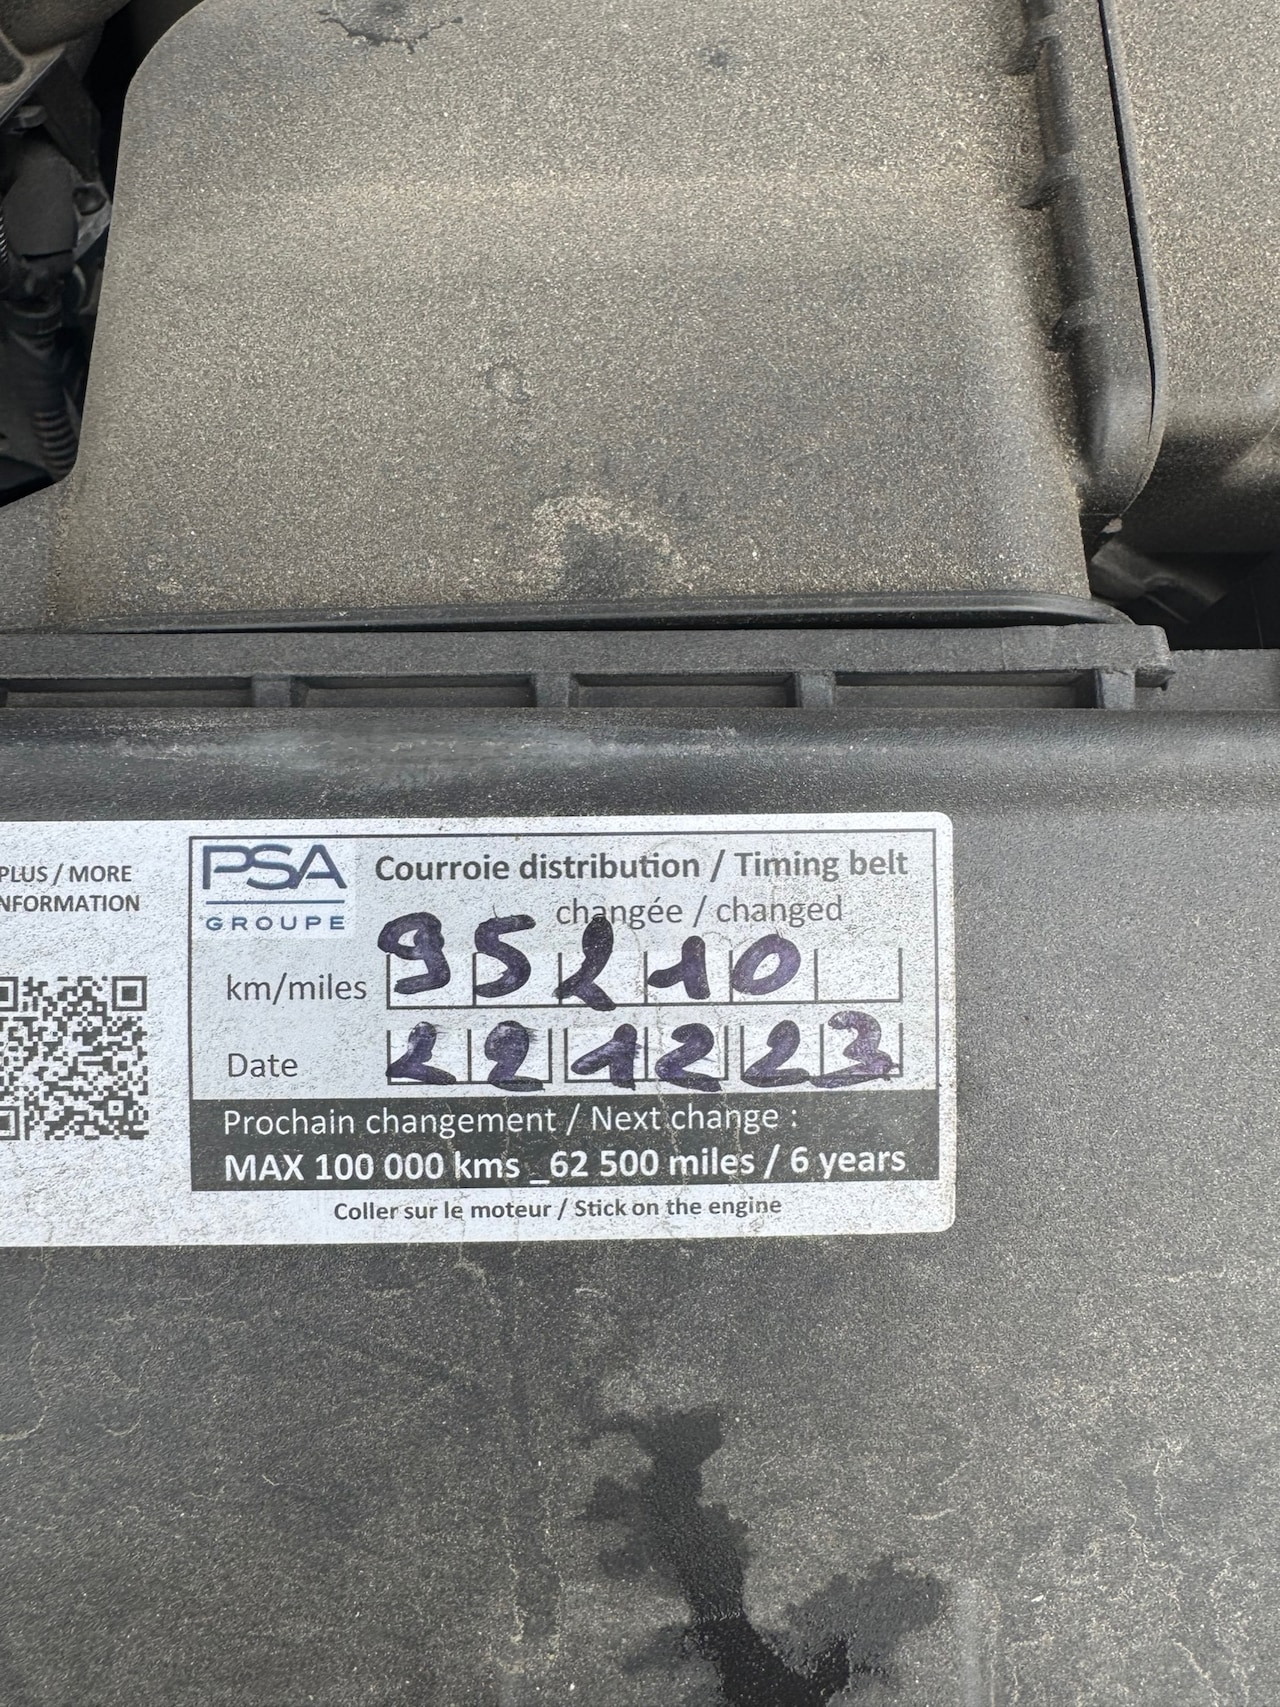 PLUS / MORE
NFORMATION
PSA
GROUPE
Courroie distribution / Timing belt
changée / changed
km/miles 95210
Date 221223
Prochain changement / Next change :
MAX 100 000 kms _62 500 miles / 6 years
Coller sur le moteur / Stick on the engine